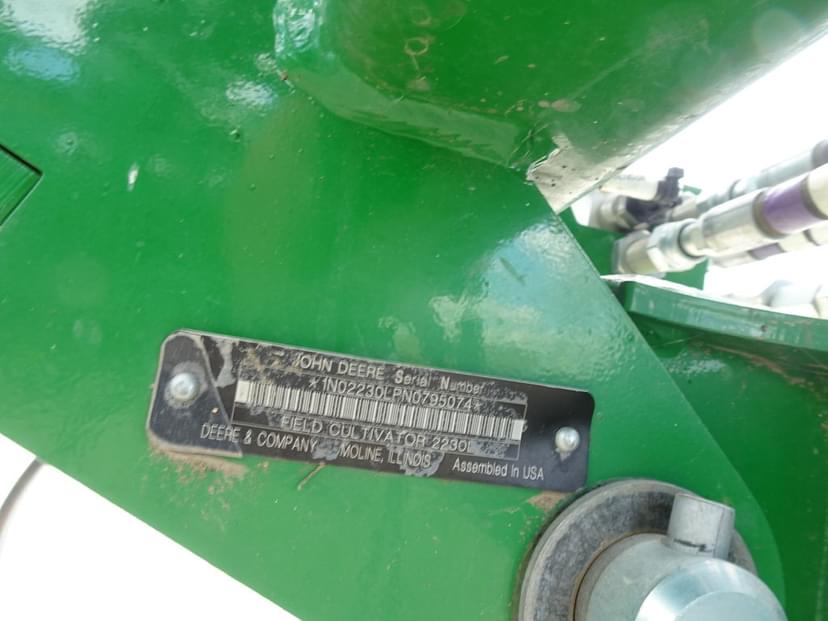 JOHN DEERE Serial Number
*1N02230LPN0795074*
FIELD CULTIVATOR 2230L
DEERE & COMPANY MOLINE, ILLINOIS Assembled in USA